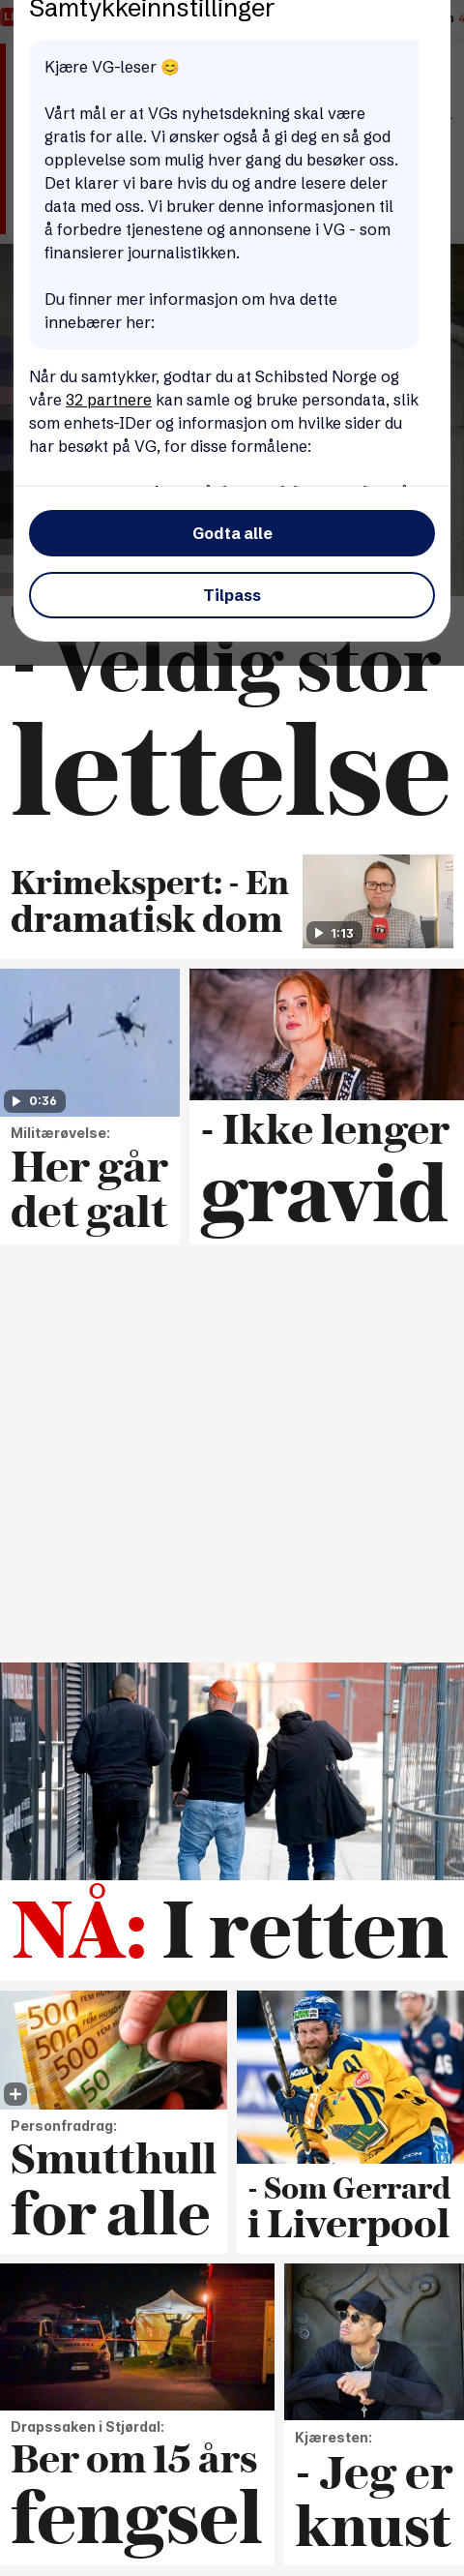 Samtykkeinnstillinger
Kjære VG-leser 😊
Vårt mål er at VGs nyhetsdekning skal være
gratis for alle. Vi ønsker også å gi deg en så god
opplevelse som mulig hver gang du besøker oss.
Det klarer vi bare hvis du og andre lesere deler
data med oss. Vi bruker denne informasjonen til
å forbedre tjenestene og annonsene i VG - som
finansierer journalistikken.
Du finner mer informasjon om hva dette
innebærer her:
Når du samtykker, godtar du at Schibsted Norge og
våre 32 partnere kan samle og bruke persondata, slik
som enhets-IDer og informasjon om hvilke sider du
har besøkt på VG, for disse formålene:
Godta alle
Tilpass
- Veldig stor
lettelse
Krimekspert: - En
dramatisk dom
1:13
0:36
Militærøvelse:
Her går
det galt
- Ikke lenger
gravid
NÅ: I retten
Personfradrag:
Smutthull
for alle
- Som Gerrard
i Liverpool
Drapssaken i Stjørdal:
Ber om 15 års
fengsel
Kjæresten:
- Jeg er
knust